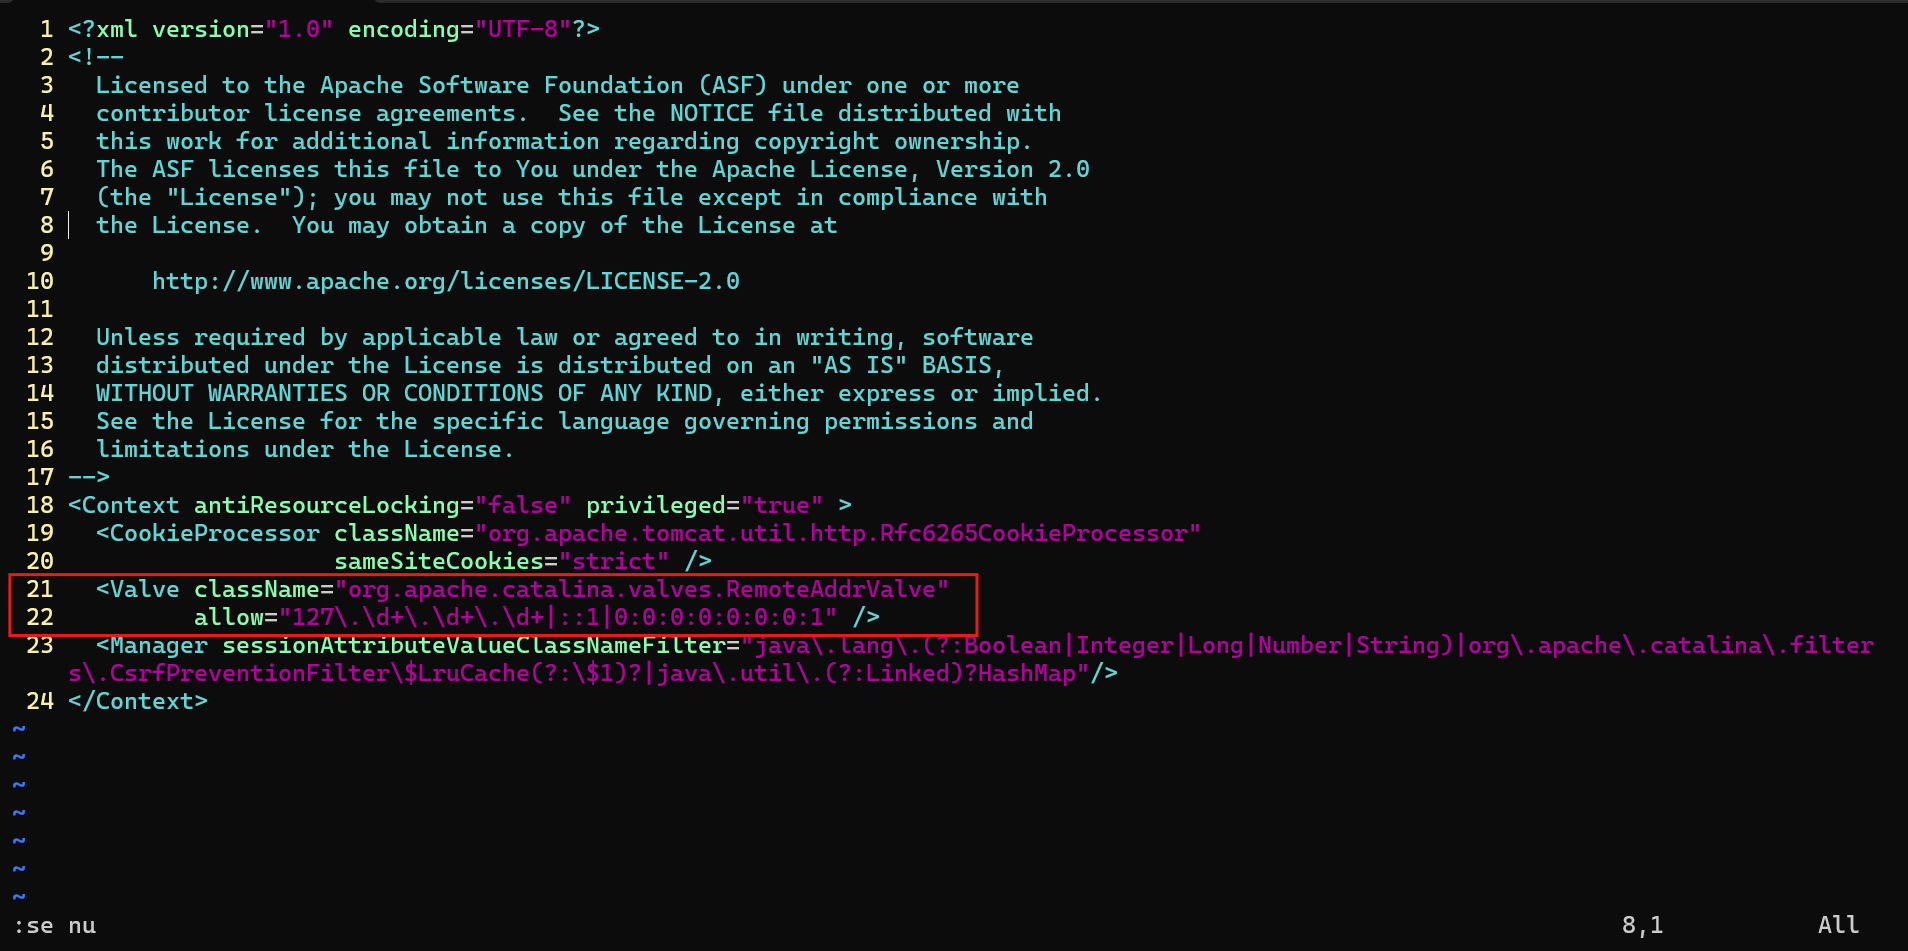 1 <?xml version="1.0" encoding="UTF-8"?>
2 <!--
3   Licensed to the Apache Software Foundation (ASF) under one or more
4   contributor license agreements.  See the NOTICE file distributed with
5   this work for additional information regarding copyright ownership.
6   The ASF licenses this file to You under the Apache License, Version 2.0
7   (the "License"); you may not use this file except in compliance with
8   the License.  You may obtain a copy of the License at
9
10       http://www.apache.org/licenses/LICENSE-2.0
11
12   Unless required by applicable law or agreed to in writing, software
13   distributed under the License is distributed on an "AS IS" BASIS,
14   WITHOUT WARRANTIES OR CONDITIONS OF ANY KIND, either express or implied.
15   See the License for the specific language governing permissions and
16   limitations under the License.
17 -->
18 <Context antiResourceLocking="false" privileged="true" >
19   <CookieProcessor className="org.apache.tomcat.util.http.Rfc6265CookieProcessor"
20                    sameSiteCookies="strict" />
21   <Valve className="org.apache.catalina.valves.RemoteAddrValve"
22          allow="127\.\d+\.\d+\.\d+|::1|0:0:0:0:0:0:0:1" />
23   <Manager sessionAttributeValueClassNameFilter="java\.lang\.(?:Boolean|Integer|Long|Number|String)|org\.apache\.catalina\.filter
s\.CsrfPreventionFilter\$LruCache(?:\$1)?|java\.util\.(?:Linked)?HashMap"/>
24 </Context>
~
~
~
~
~
~
~
:se nu 8,1 All